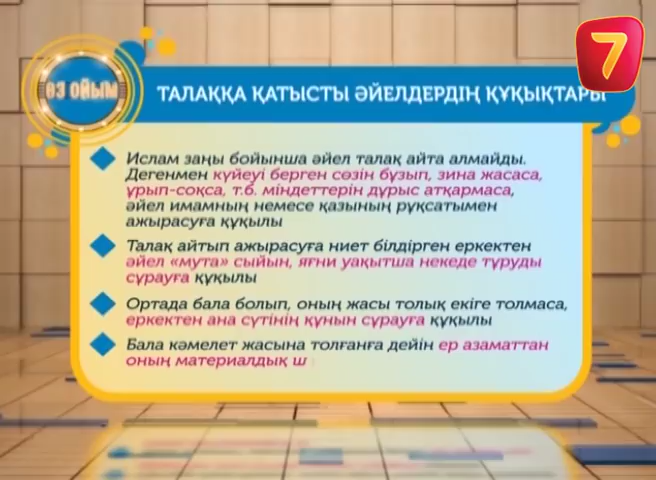 7
ӨЗ ОЙЫМ
ТАЛАҚҚА ҚАТЫСТЫ ӘЙЕЛДЕРДІҢ ҚҰҚЫҚТАРЫ
Ислам заңы бойынша әйел талақ айта алмайды.
Дегенмен күйеуі берген сөзін бұзып, зина жасаса,
ұрып-соқса, т.б. міндеттерін дұрыс атқармаса,
әйел имамның немесе қазының рұқсатымен
ажырасуға құқылы
Талақ айтып ажырасуға ниет білдірген еркектен
әйел «мута» сыйын, яғни уақытша некеде тұруды
сұрауға құқылы
Ортада бала болып, оның жасы толық екіге толмаса,
еркектен ана сүтінің құнын сұрауға құқылы
Бала кәмелет жасына толғанға дейін ер азаматтан
оның материалдық ш